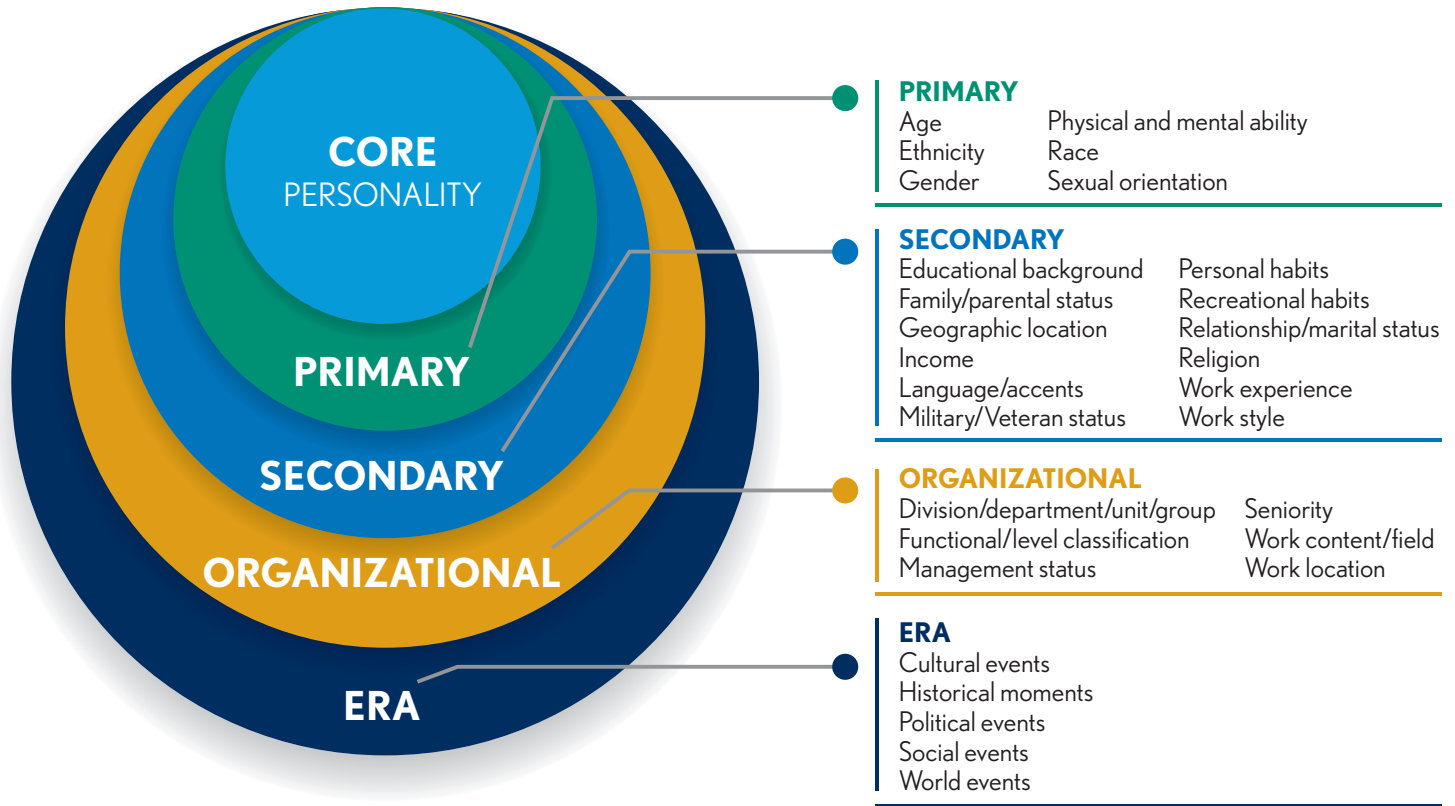 CORE
PERSONALITY
PRIMARY
SECONDARY
ORGANIZATIONAL
ERA
PRIMARY
Age
Ethnicity
Gender
Physical and mental ability
Race
Sexual orientation
SECONDARY
Educational background
Family/parental status
Geographic location
Income
Language/accents
Military/Veteran status
Personal habits
Recreational habits
Relationship/marital status
Religion
Work experience
Work style
ORGANIZATIONAL
Division/department/unit/group
Functional/level classification
Management status
Seniority
Work content/field
Work location
ERA
Cultural events
Historical moments
Political events
Social events
World events